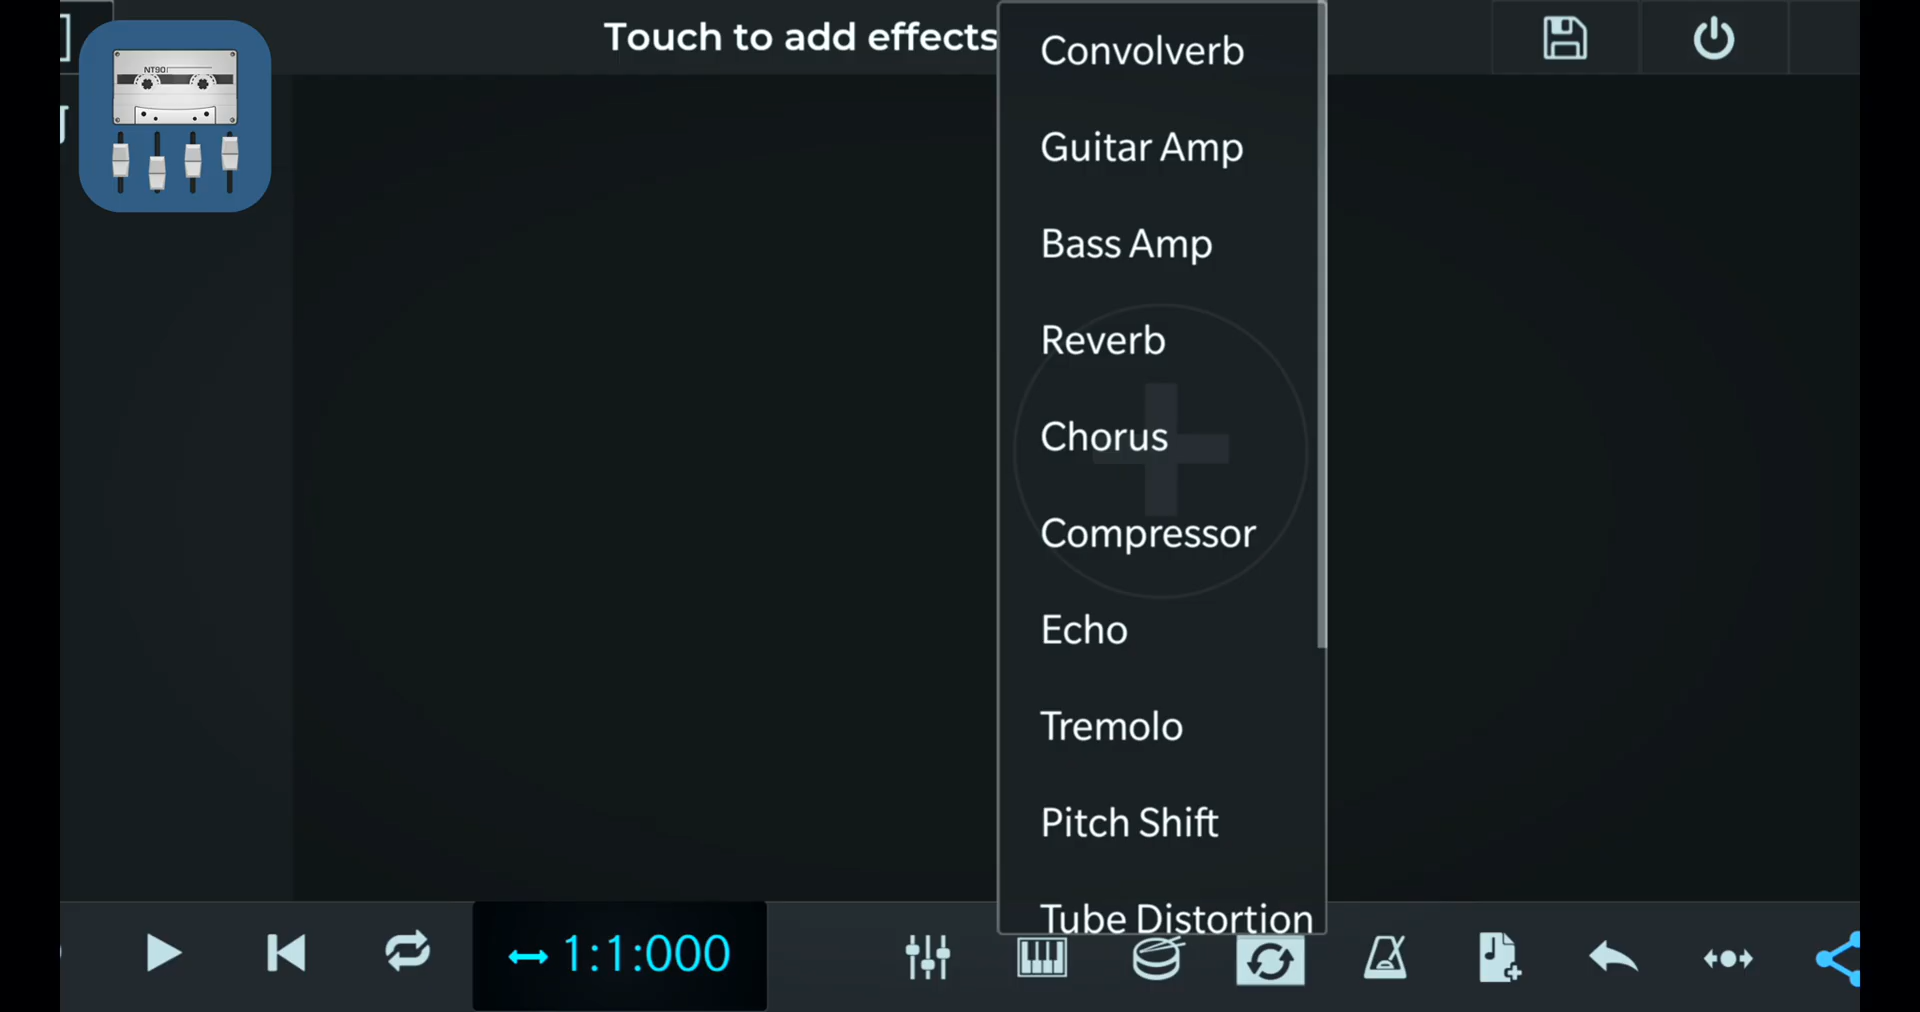 NT90
Touch to add effects
Convolverb
Guitar Amp
Bass Amp
Reverb
Chorus
Compressor
Echo
Tremolo
Pitch Shift
Tube Distortion
1:1:000